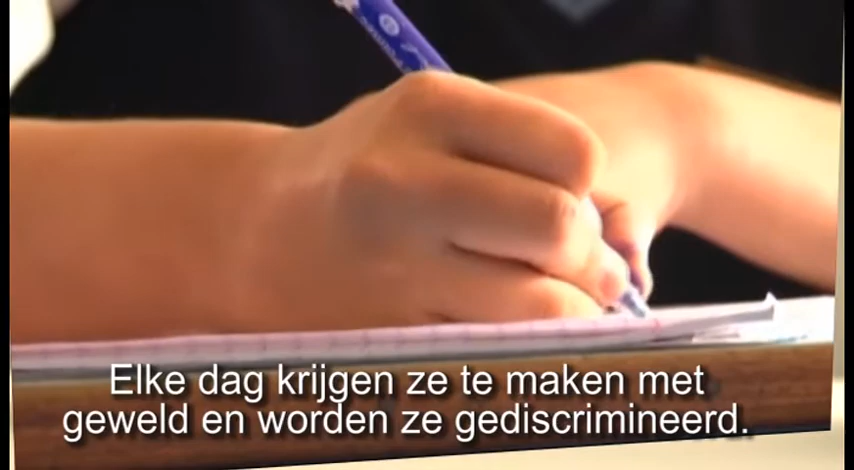 Elke dag krijgen ze te maken met
geweld en worden ze gediscrimineerd.